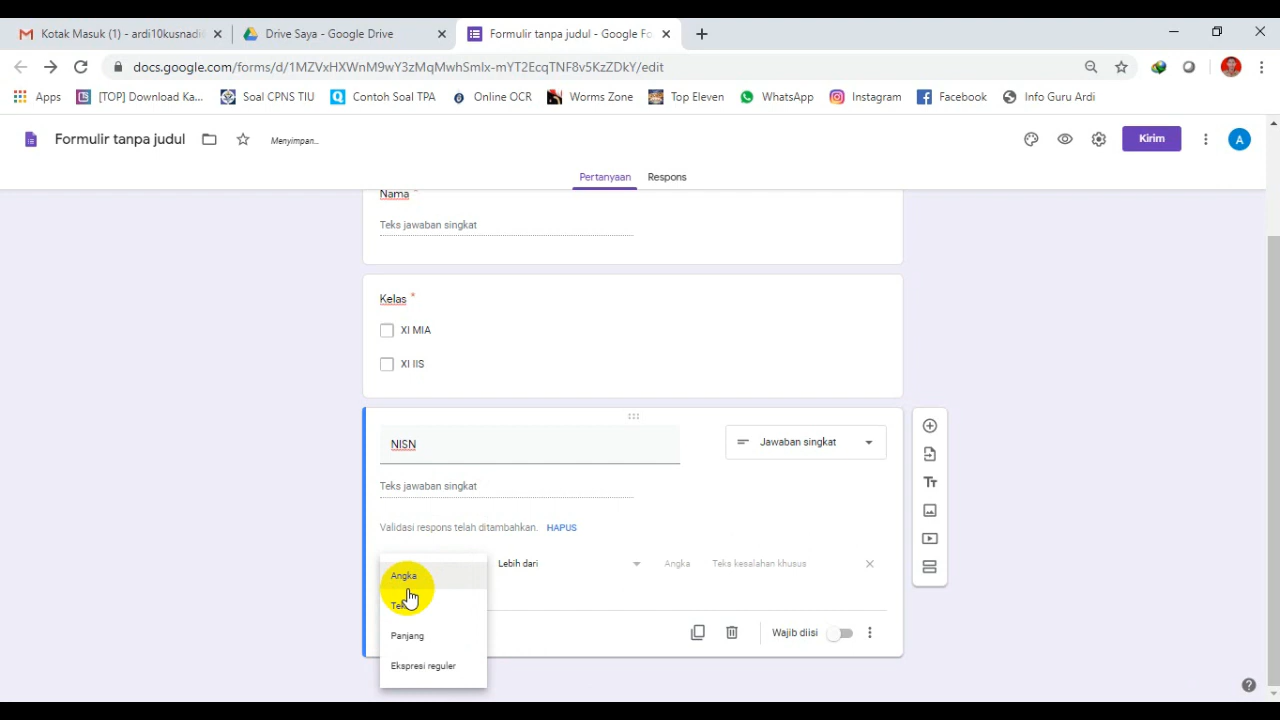 Kotak Masuk (1) - ardi10kusnadi
Drive Saya - Google Drive
Formulir tanpa judul - Google Fo
docs.google.com/forms/d/1MZVxHXWnM9wY3zMqMwhSmIx-mYT2EcqTNF8v5KzZDkY/edit
Apps
[TOP] Download Ka...
Soal CPNS TIU
Contoh Soal TPA
Online OCR
Worms Zone
Top Eleven
WhatsApp
Instagram
Facebook
Info Guru Ardi
Formulir tanpa judul
Menyimpan...
Kirim
A
Pertanyaan
Respons
Nama *
Teks jawaban singkat
Kelas *
XI MIA
XI IIS
NISN
Jawaban singkat
Teks jawaban singkat
Validasi respons telah ditambahkan. HAPUS
Angka
Lebih dari
Angka
Teks kesalahan khusus
Panjang
Ekspresi reguler
Wajib diisi